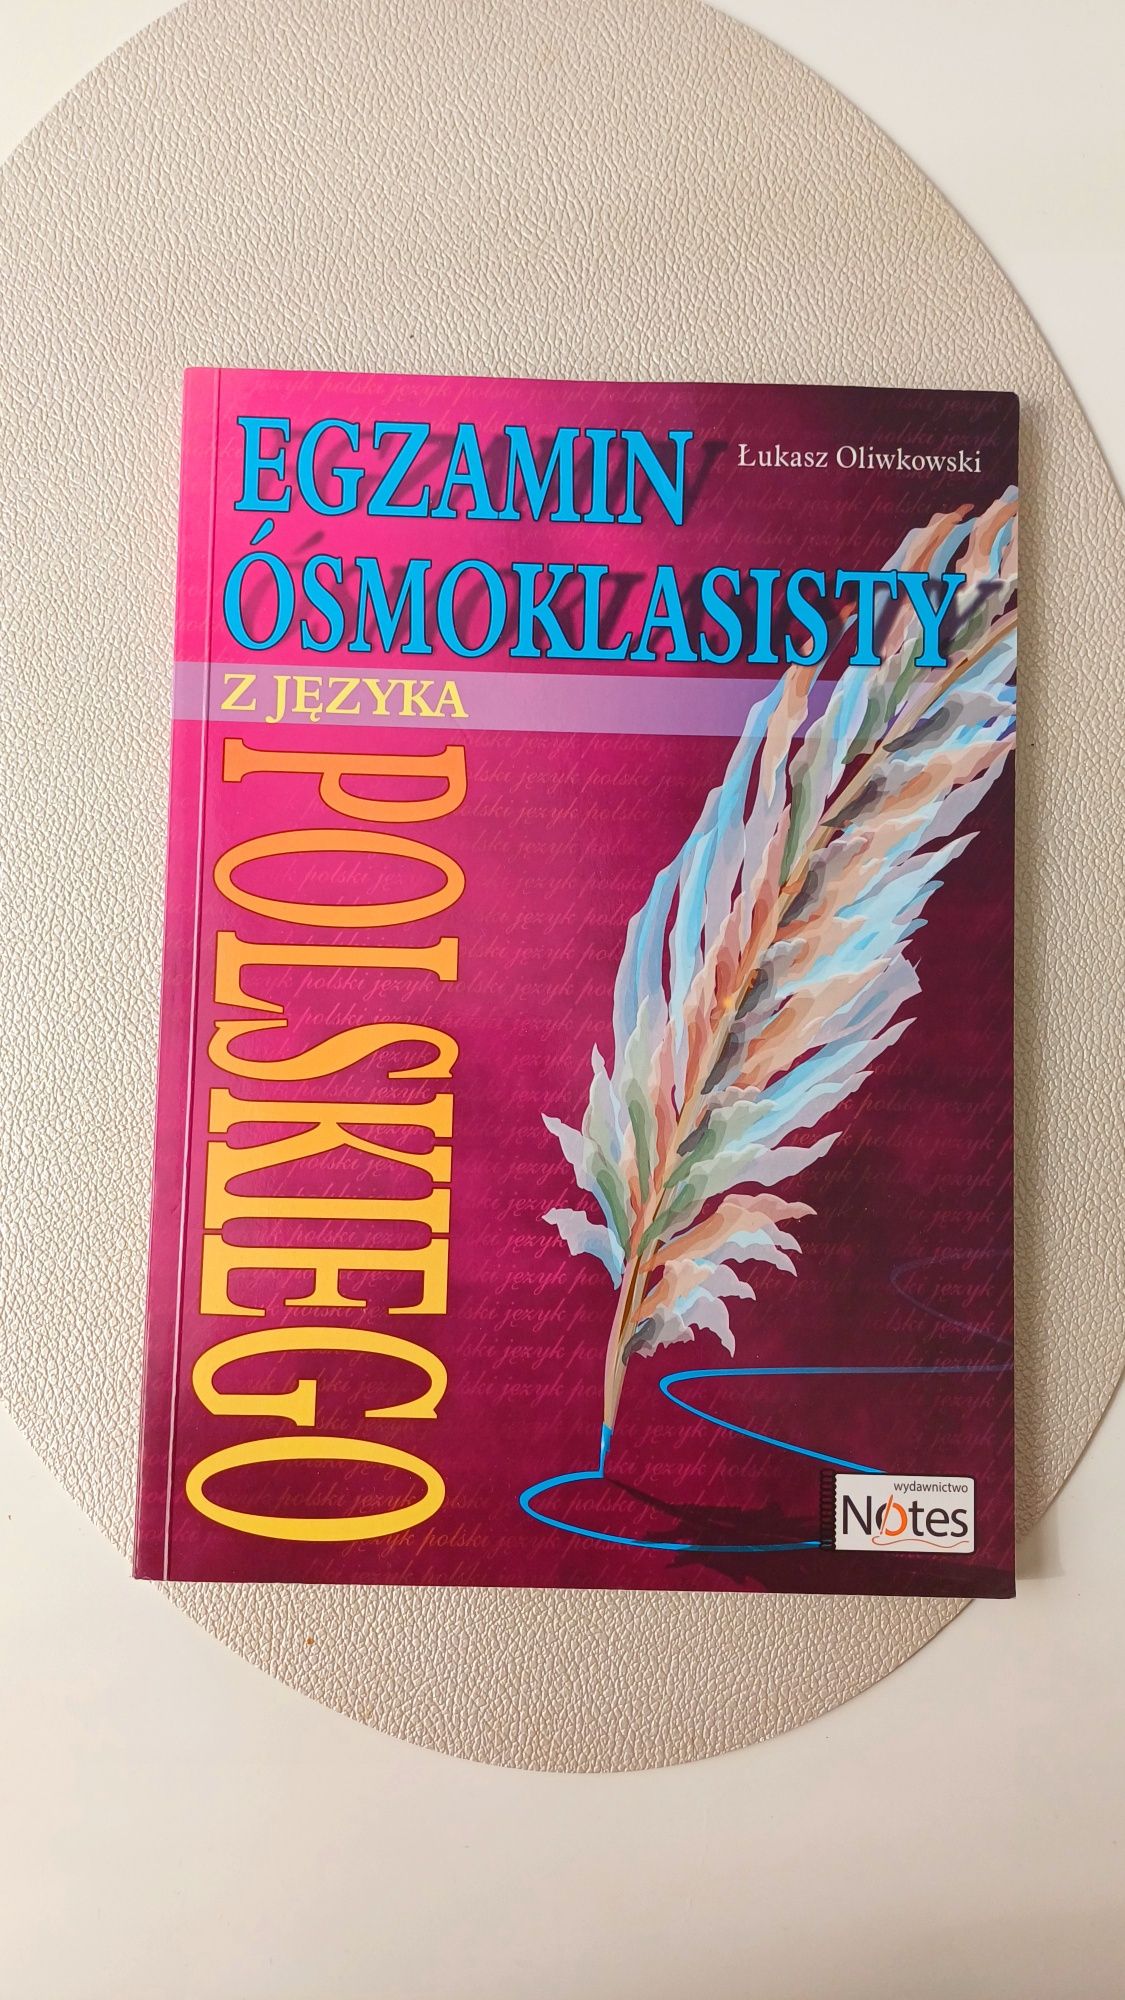 EGZAMIN
Łukasz Oliwkowski
ÓSMOKLASISTY
Z JĘZYKA
POLSKIEGO
wydawnictwo
Notes